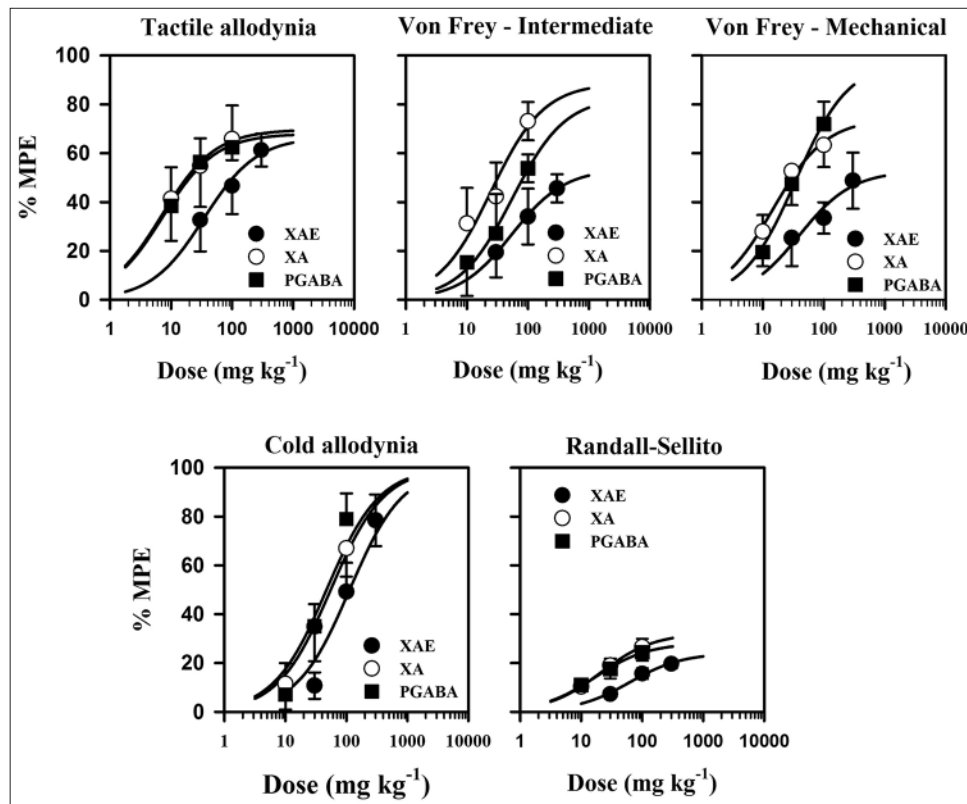 Tactile allodynia
Von Frey - Intermediate
Von Frey - Mechanical
% MPE
100
80
60
40
20
0
XAE
XA
PGABA
XAE
XA
PGABA
XAE
XA
PGABA
1 10 100 1000 10000
1 10 100 1000 10000
1 10 100 1000 10000
Dose (mg kg⁻¹)
Dose (mg kg⁻¹)
Dose (mg kg⁻¹)
Cold allodynia
Randall-Sellito
% MPE
100
80
60
40
20
0
XAE
XA
PGABA
XAE
XA
PGABA
1 10 100 1000 10000
1 10 100 1000 10000
Dose (mg kg⁻¹)
Dose (mg kg⁻¹)